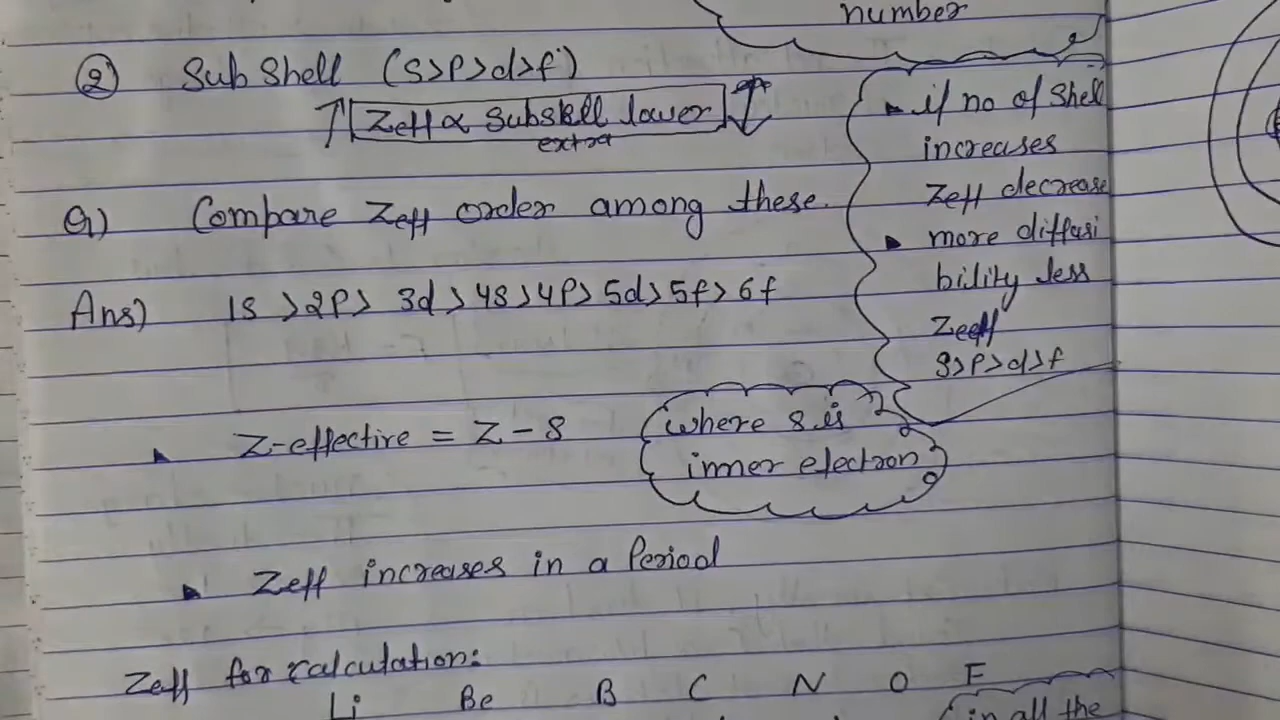 number
② Sub Shell (s>p>d>f)
↑ Zeff ∝ subskell lower ↕
extra
Q) Compare Zeff order among these.
Ans) 1s >2p> 3d >4s>4p> 5d>5f> 6f
▸ if no of Shell
increases
Zeff decrease
▸ more diffusi
bility less
Zeeff
s>p>d>f
▸ Z-effective = Z - s
(where s is
inner electron)
▸ Zeff increases in a Period
Zeff for calculation:
Li Be B C N O F
in all the